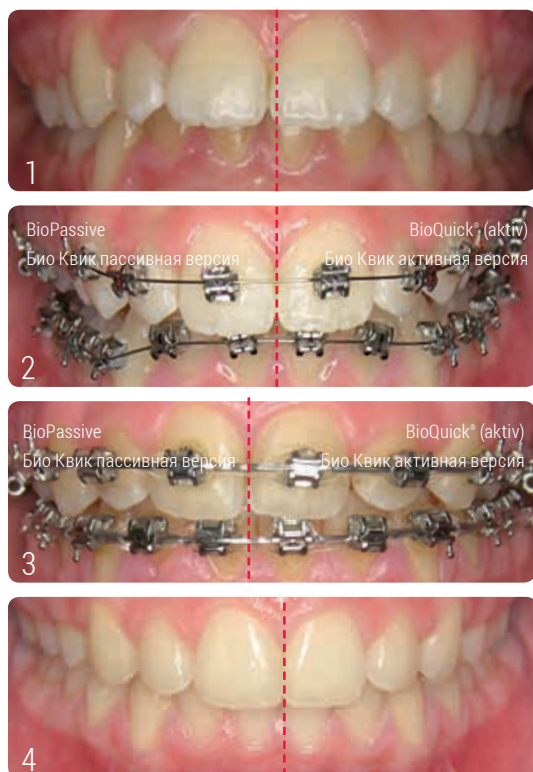 1
BioPassive
BioQuick® (aktiv)
Био Квик пассивная версия
Био Квик активная версия
2
BioPassive
BioQuick® (aktiv)
Био Квик пассивная версия
Био Квик активная версия
3
4